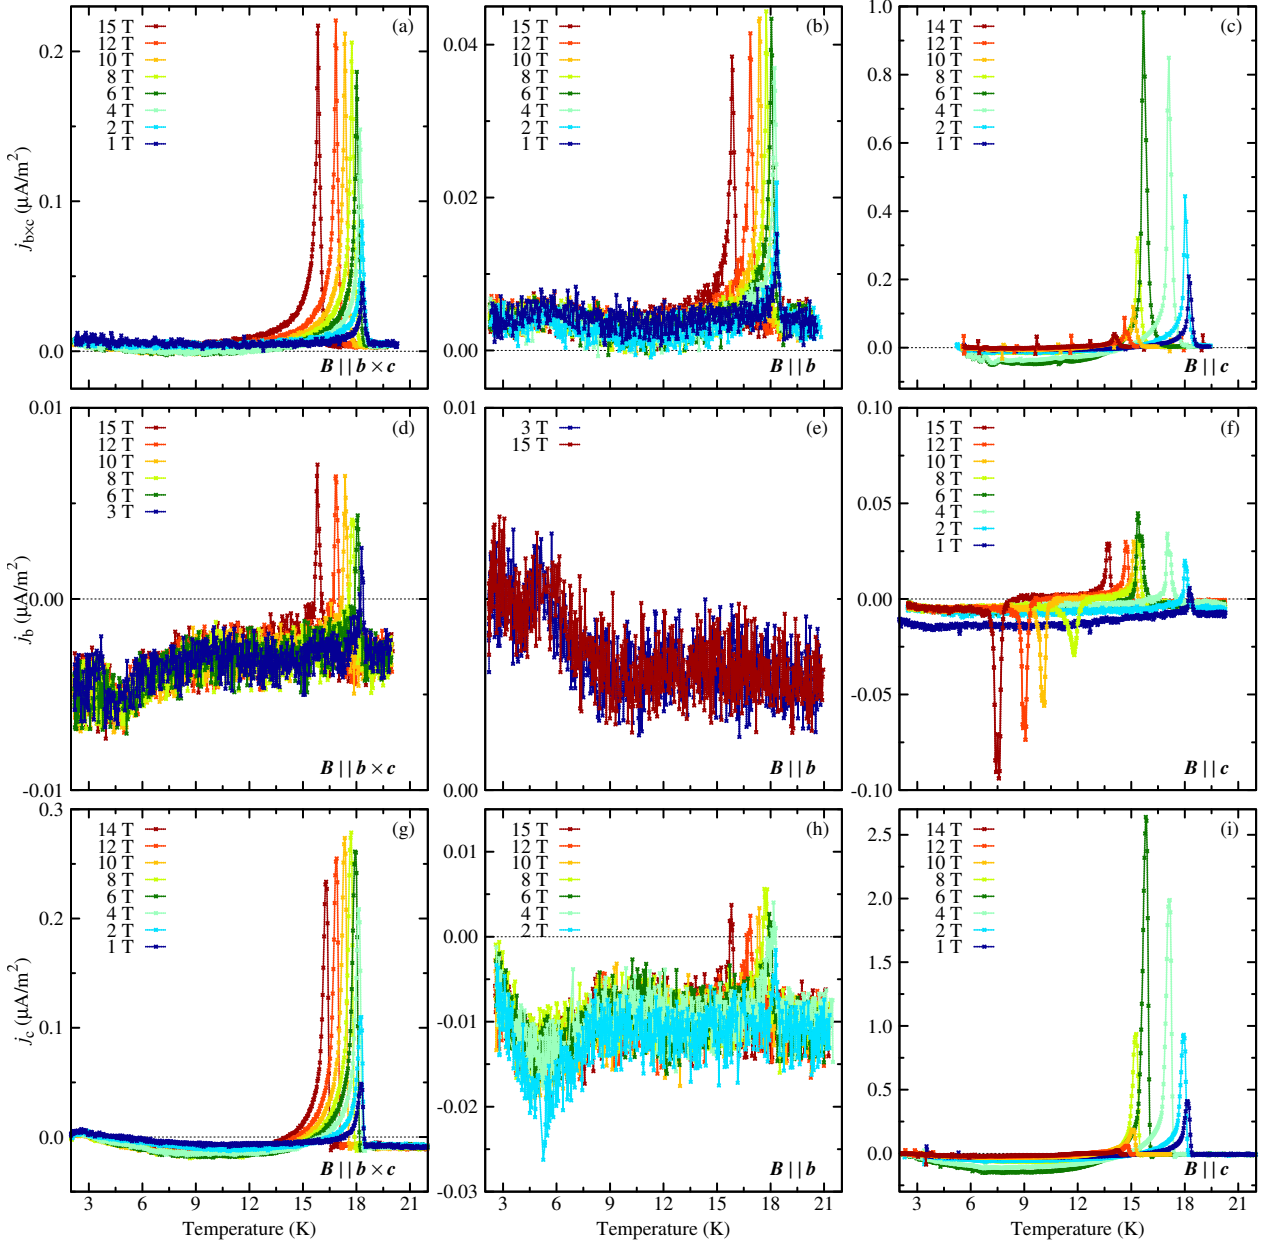 (a)
15 T
12 T
10 T
8 T
6 T
4 T
2 T
1 T
0.2
0.1
0.0
j b×c (μA/m²)
B || b × c
(b)
15 T
12 T
10 T
8 T
6 T
4 T
2 T
1 T
0.04
0.02
0.00
B || b
(c)
14 T
12 T
10 T
8 T
6 T
4 T
2 T
1 T
1.0
0.8
0.6
0.4
0.2
0.0
B || c
(d)
15 T
12 T
10 T
8 T
6 T
3 T
0.01
0.00
-0.01
j b (μA/m²)
B || b × c
(e)
3 T
15 T
0.01
0.00
B || b
(f)
15 T
12 T
10 T
8 T
6 T
4 T
2 T
1 T
0.10
0.05
0.00
-0.05
-0.10
B || c
(g)
14 T
12 T
10 T
8 T
6 T
4 T
2 T
1 T
0.3
0.2
0.1
0.0
j c (μA/m²)
B || b × c
3 6 9 12 15 18 21
Temperature (K)
(h)
15 T
12 T
10 T
8 T
6 T
4 T
2 T
0.01
0.00
-0.01
-0.02
-0.03
B || b
3 6 9 12 15 18 21
Temperature (K)
(i)
14 T
12 T
10 T
8 T
6 T
4 T
2 T
1 T
2.5
2.0
1.5
1.0
0.5
0.0
B || c
3 6 9 12 15 18 21
Temperature (K)